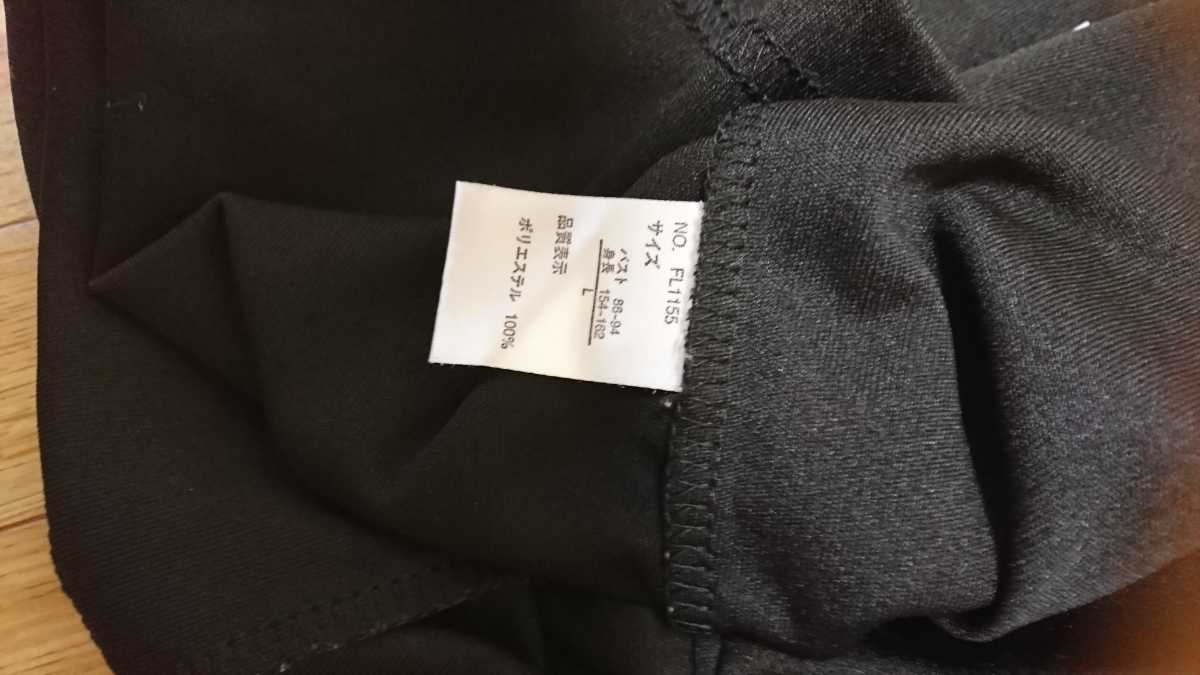 NO. FL1155
サイズ
バスト 86-94
身長 154-162
L
品質表示
ポリエステル 100%